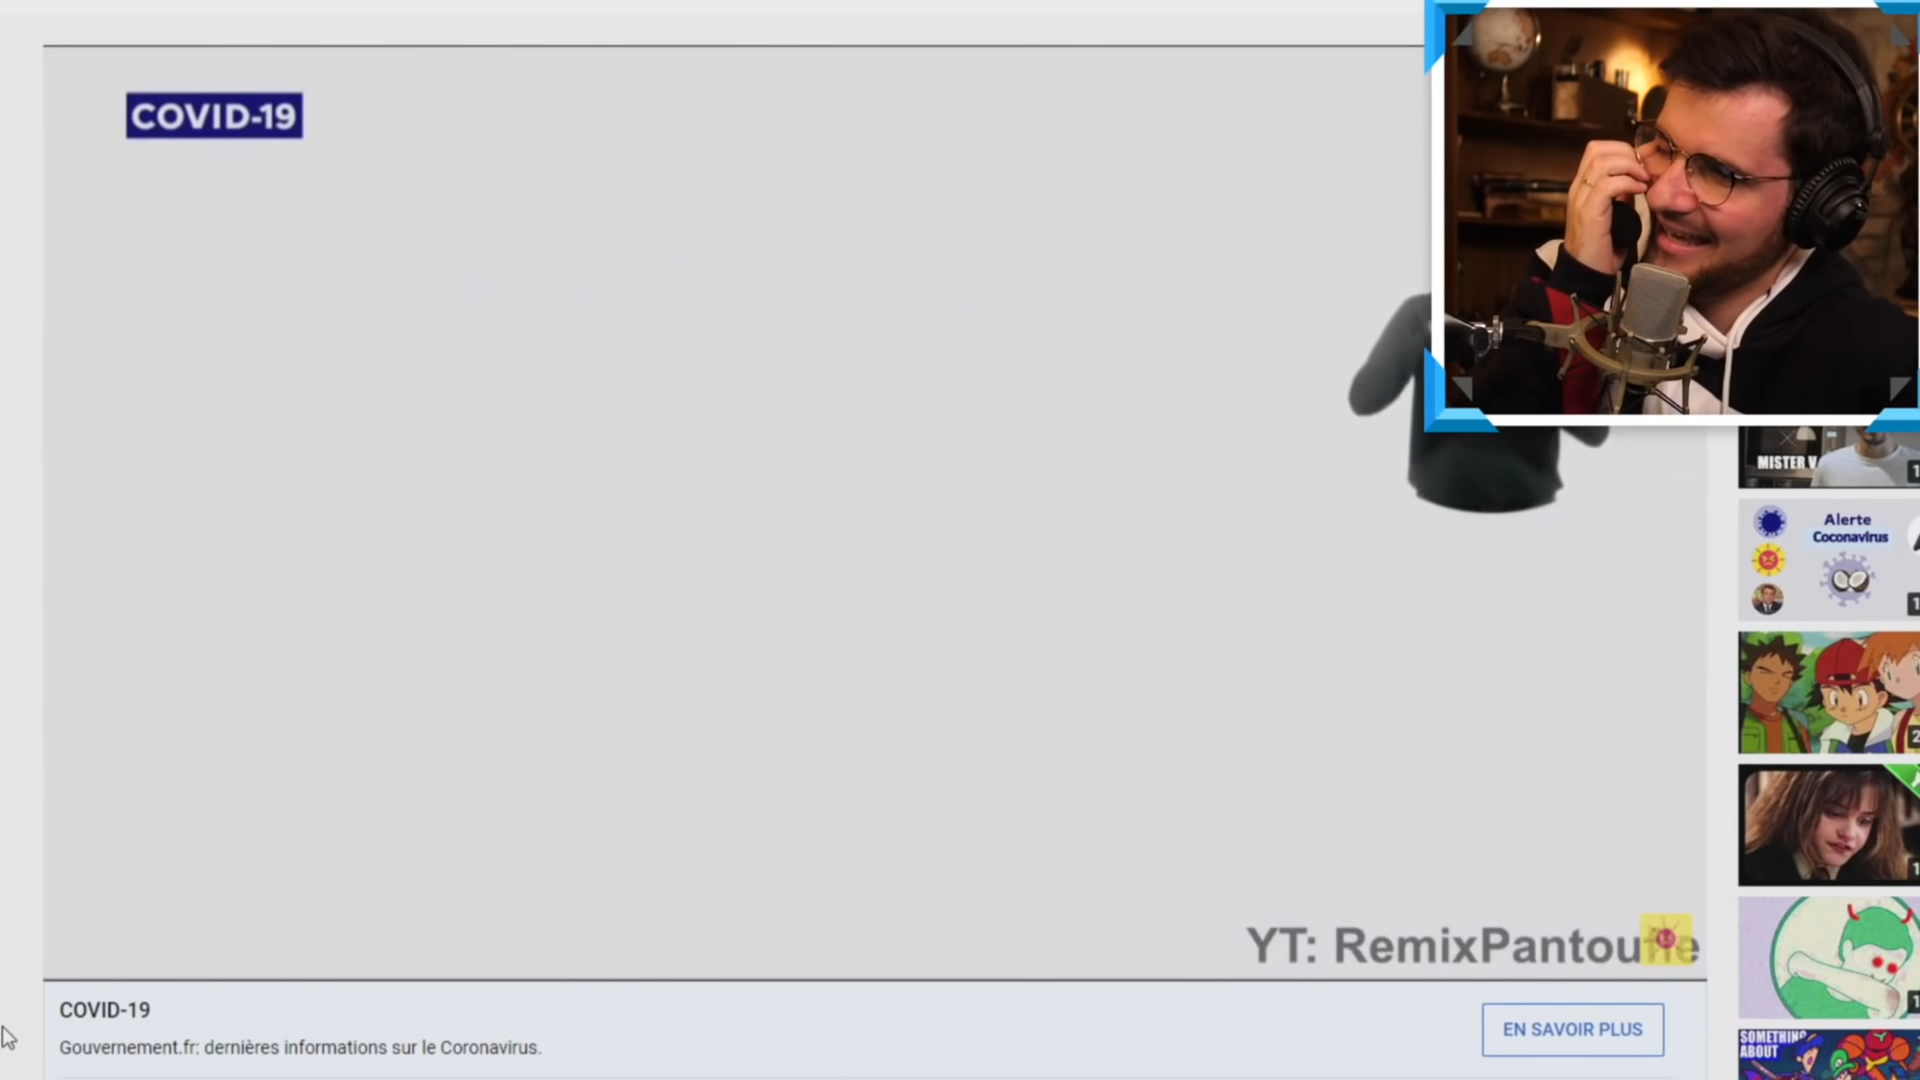 COVID-19
MISTER V
Alerte
Coconavirus
YT: RemixPantoufle
COVID-19
Gouvernement.fr: dernières informations sur le Coronavirus.
EN SAVOIR PLUS
SOMETHING
ABOUT